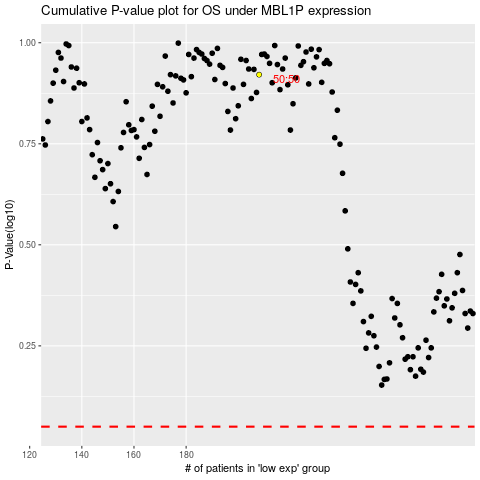 Cumulative P-value plot for OS under MBL1P expression
P-Value(log10)
1.00
0.75
0.50
0.25
50:50
120 140 160 180
# of patients in 'low exp' group